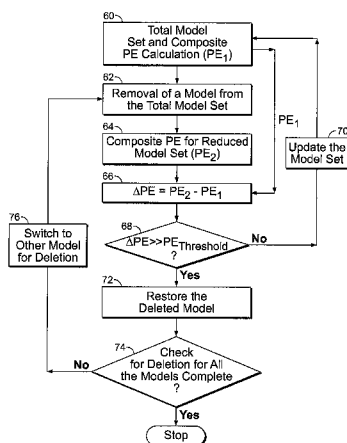 60
Total Model
Set and Composite
PE Calculation (PE1)
62
Removal of a Model from
the Total Model Set
PE1
64
Composite PE for Reduced
Model Set (PE2)
70
Update the
Model Set
66
ΔPE = PE2 - PE1
76
Switch to
Other Model
for Deletion
68
ΔPE>>PEThreshold
?
No
Yes
72
Restore the
Deleted Model
74
Check
for Deletion for All
the Models Complete
?
No
Yes
Stop